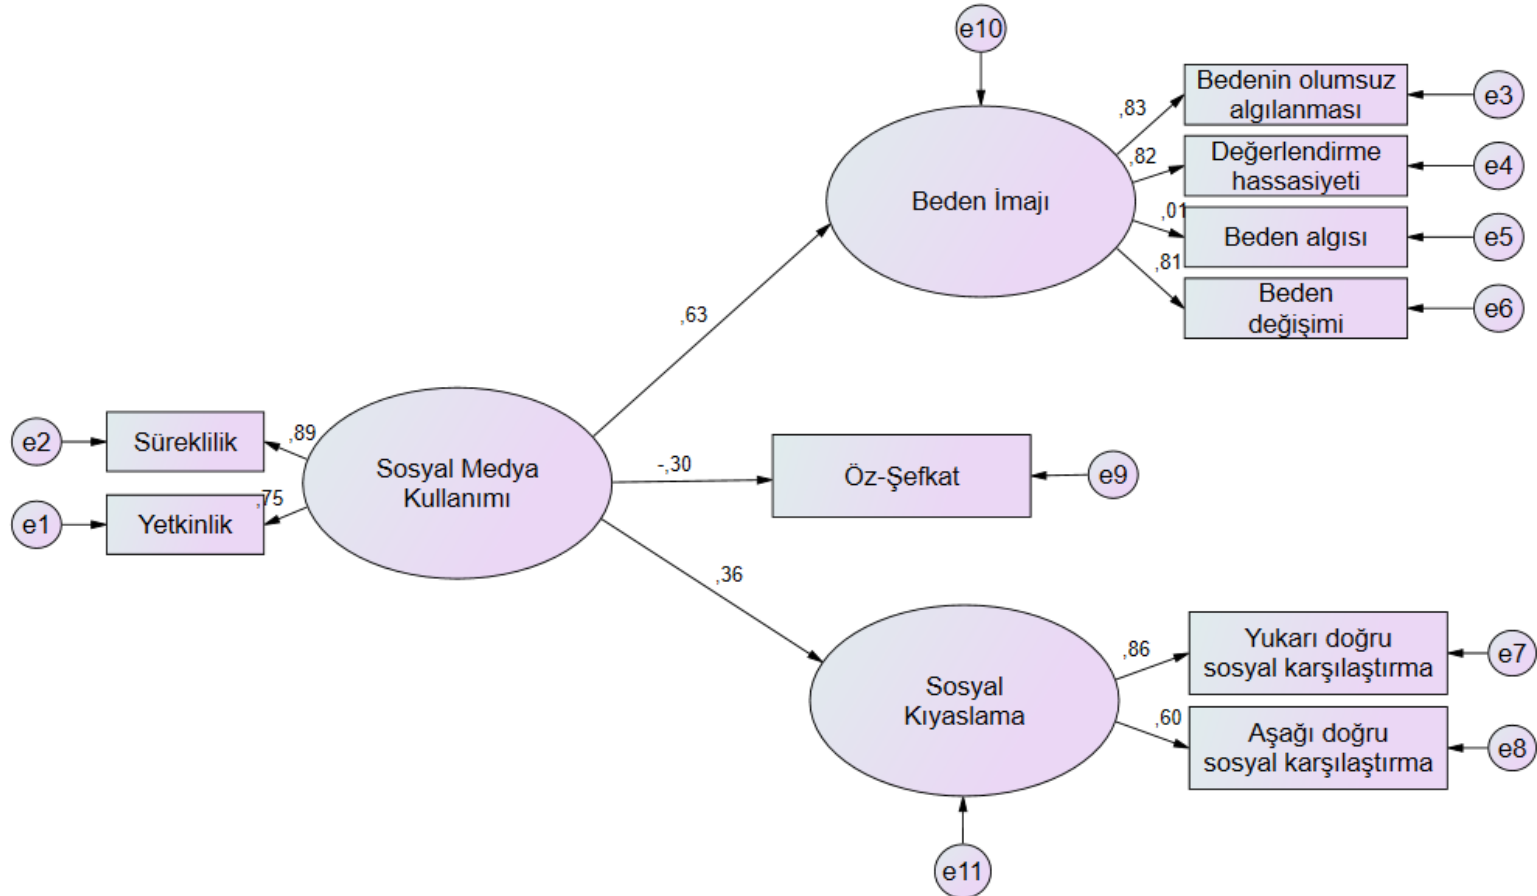 e10
Bedenin olumsuz
algılanması
e3
,83
Değerlendirme
hassasiyeti
e4
,82
Beden İmajı
Beden algısı
e5
,01
Beden
değişimi
e6
,81
,63
e2
Süreklilik
,89
Sosyal Medya
Kullanımı
-,30
Öz-Şefkat
e9
e1
Yetkinlik
,75
,36
Yukarı doğru
sosyal karşılaştırma
e7
,86
Sosyal
Kıyaslama
,60
Aşağı doğru
sosyal karşılaştırma
e8
e11